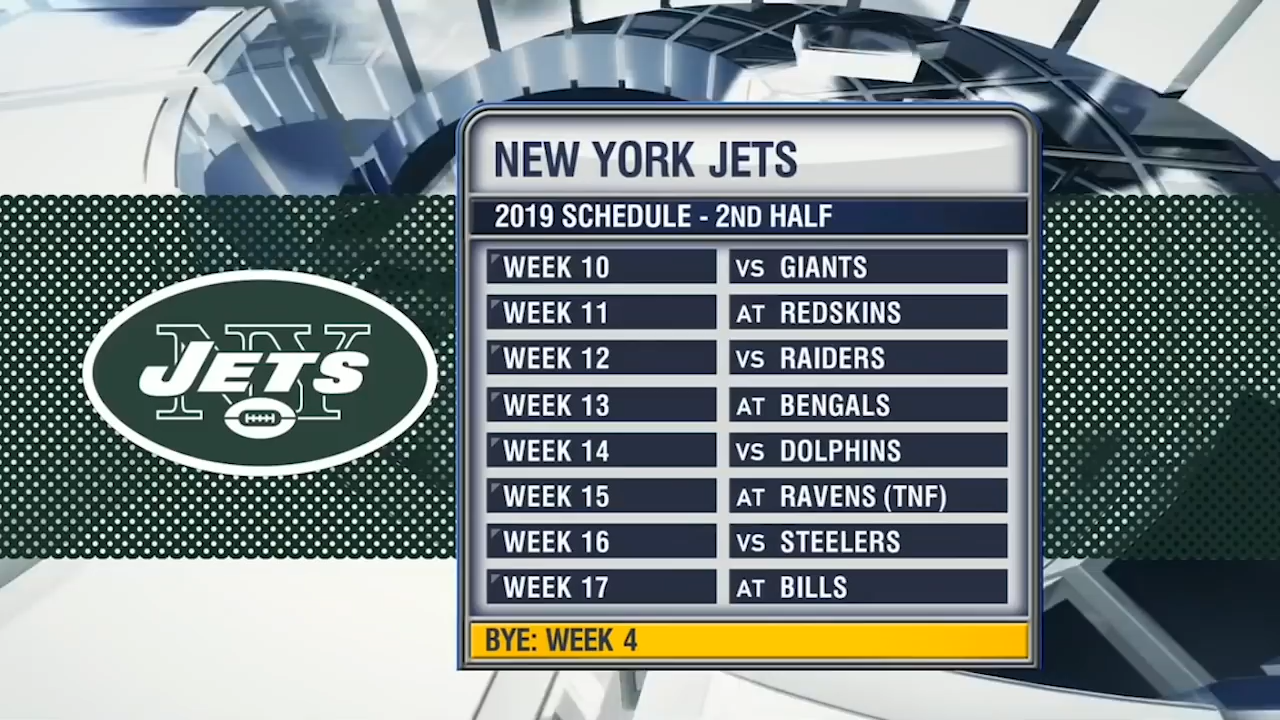 NEW YORK JETS
2019 SCHEDULE - 2ND HALF
WEEK 10 VS GIANTS
WEEK 11 AT REDSKINS
WEEK 12 VS RAIDERS
WEEK 13 AT BENGALS
WEEK 14 VS DOLPHINS
WEEK 15 AT RAVENS (TNF)
WEEK 16 VS STEELERS
WEEK 17 AT BILLS
BYE: WEEK 4
NY
JETS